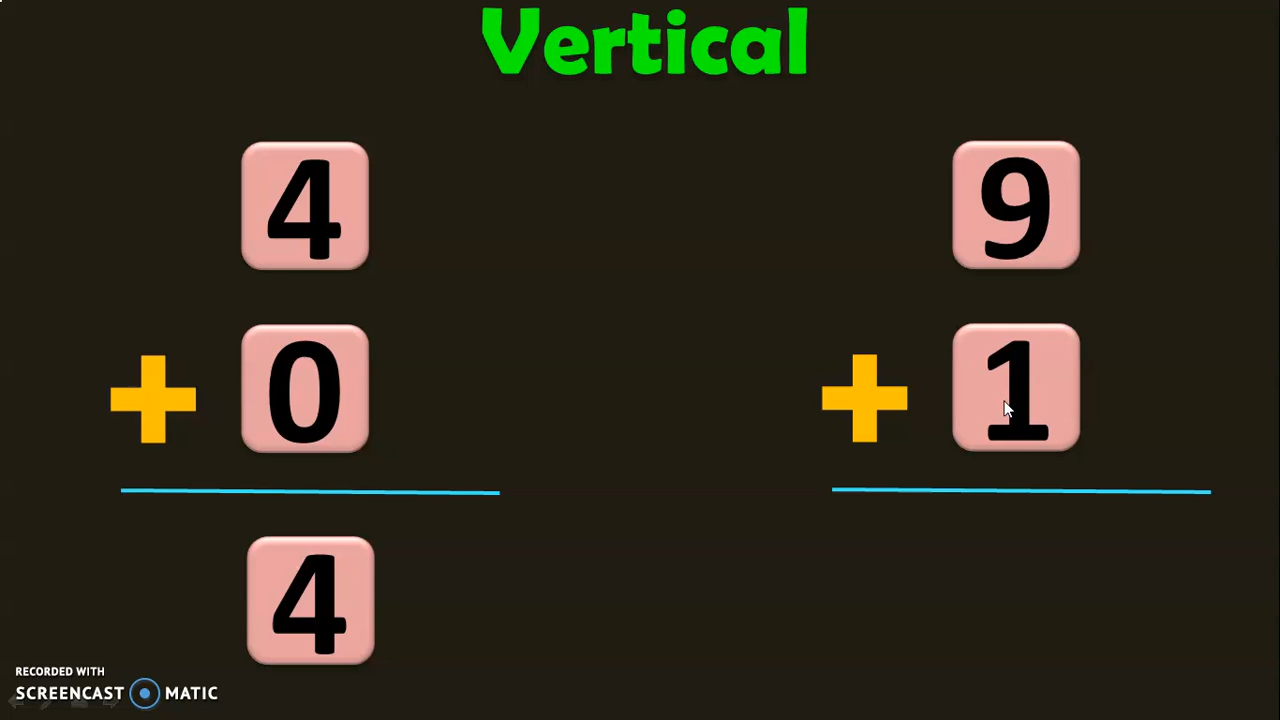 Vertical
4
+ 0
4
9
+ 1
RECORDED WITH
SCREENCAST MATIC